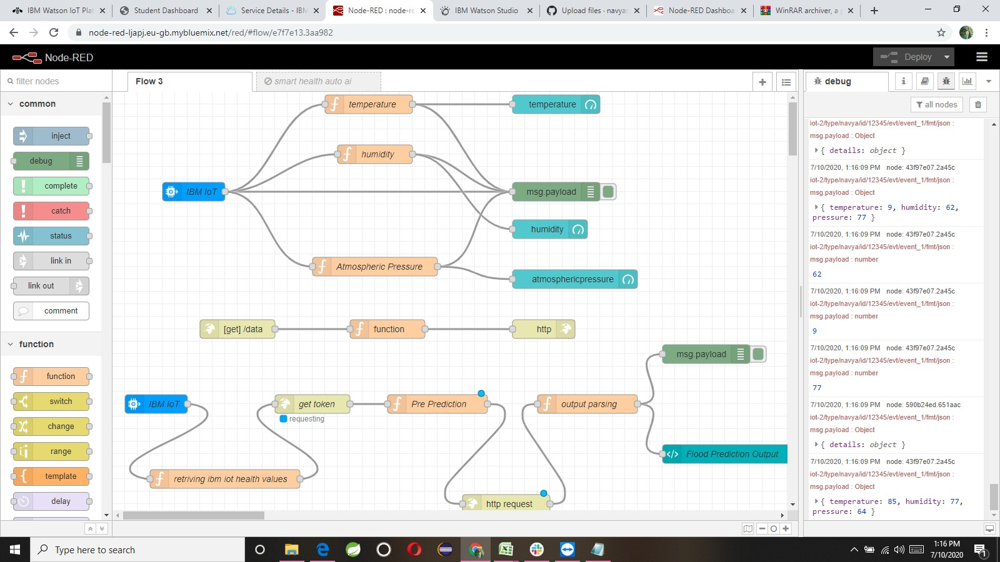 IBM Watson IoT Plat
Student Dashboard
Service Details - IBM
Node-RED : node-re
IBM Watson Studio
Upload files · navyar
Node-RED Dashboa
WinRAR archiver, a
node-red-ljapj.eu-gb.mybluemix.net/red/#flow/e7f7e13.3aa982
Node-RED
Deploy
filter nodes
Flow 3
smart health auto ai
debug
i
all nodes
common
inject
debug
complete
catch
status
link in
link out
comment
function
function
switch
change
range
template
delay
temperature
temperature
humidity
IBM IoT
msg.payload
humidity
Atmospheric Pressure
atmosphericpressure
[get] /data
function
http
msg.payload
IBM IoT
get token
requesting
Pre Prediction
output parsing
Flood Prediction Output
retriving ibm iot health values
http request
iot-2/type/navya/id/12345/evt/event_1/fmt/json :
msg.payload : Object
{ details: object }
7/10/2020, 1:16:09 PM node: 43f97e07.2a45c
iot-2/type/navya/id/12345/evt/event_1/fmt/json :
msg.payload : Object
{ temperature: 9, humidity: 62,
pressure: 77 }
7/10/2020, 1:16:09 PM node: 43f97e07.2a45c
iot-2/type/navya/id/12345/evt/event_1/fmt/json :
msg.payload : number
62
7/10/2020, 1:16:09 PM node: 43f97e07.2a45c
iot-2/type/navya/id/12345/evt/event_1/fmt/json :
msg.payload : number
9
7/10/2020, 1:16:09 PM node: 43f97e07.2a45c
iot-2/type/navya/id/12345/evt/event_1/fmt/json :
msg.payload : number
77
7/10/2020, 1:16:09 PM node: 590b24ed.651aac
iot-2/type/navya/id/12345/evt/event_1/fmt/json :
msg.payload : Object
{ details: object }
7/10/2020, 1:16:09 PM node: 43f97e07.2a45c
iot-2/type/navya/id/12345/evt/event_1/fmt/json :
msg.payload : Object
{ temperature: 85, humidity: 77,
pressure: 64 }
Type here to search
1:16 PM
7/10/2020
1